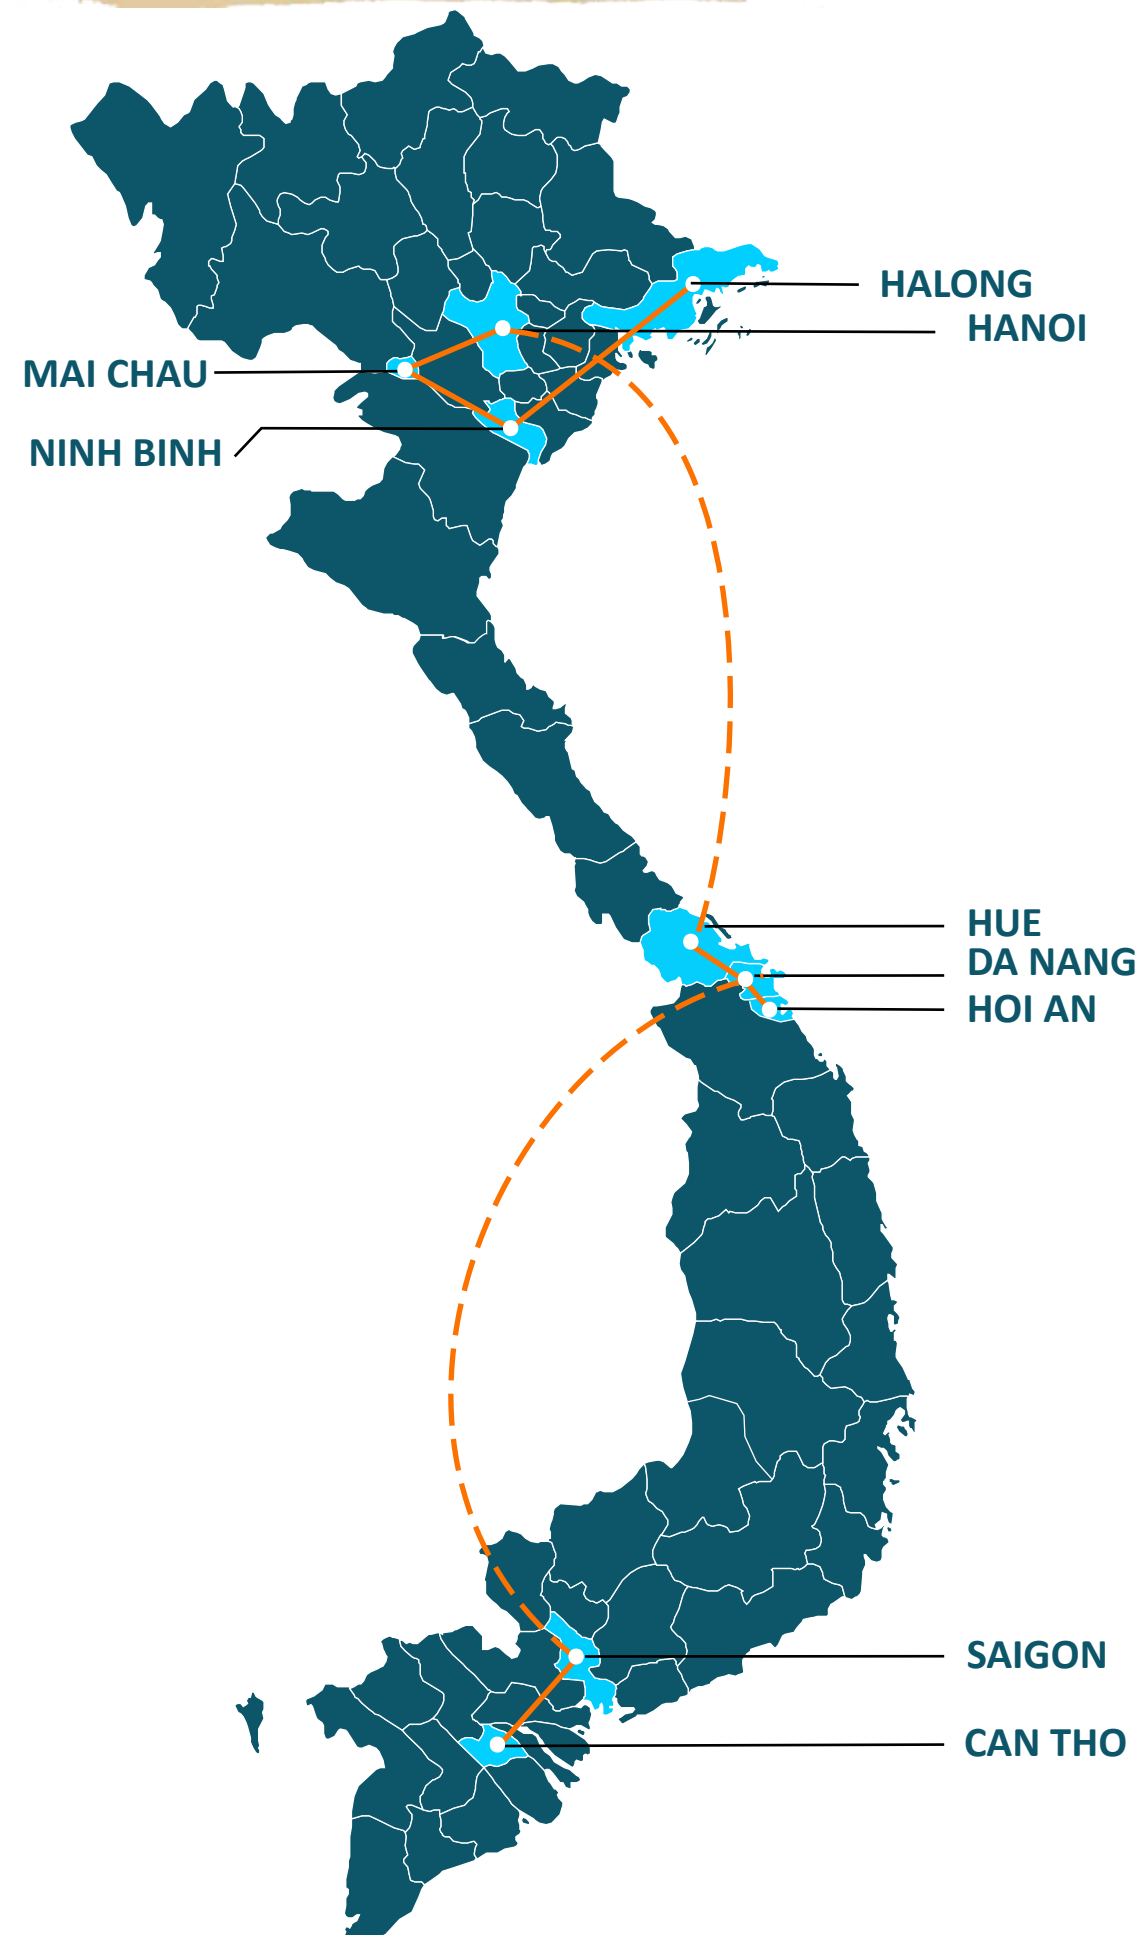 HALONG
HANOI
MAI CHAU
NINH BINH
HUE
DA NANG
HOI AN
SAIGON
CAN THO